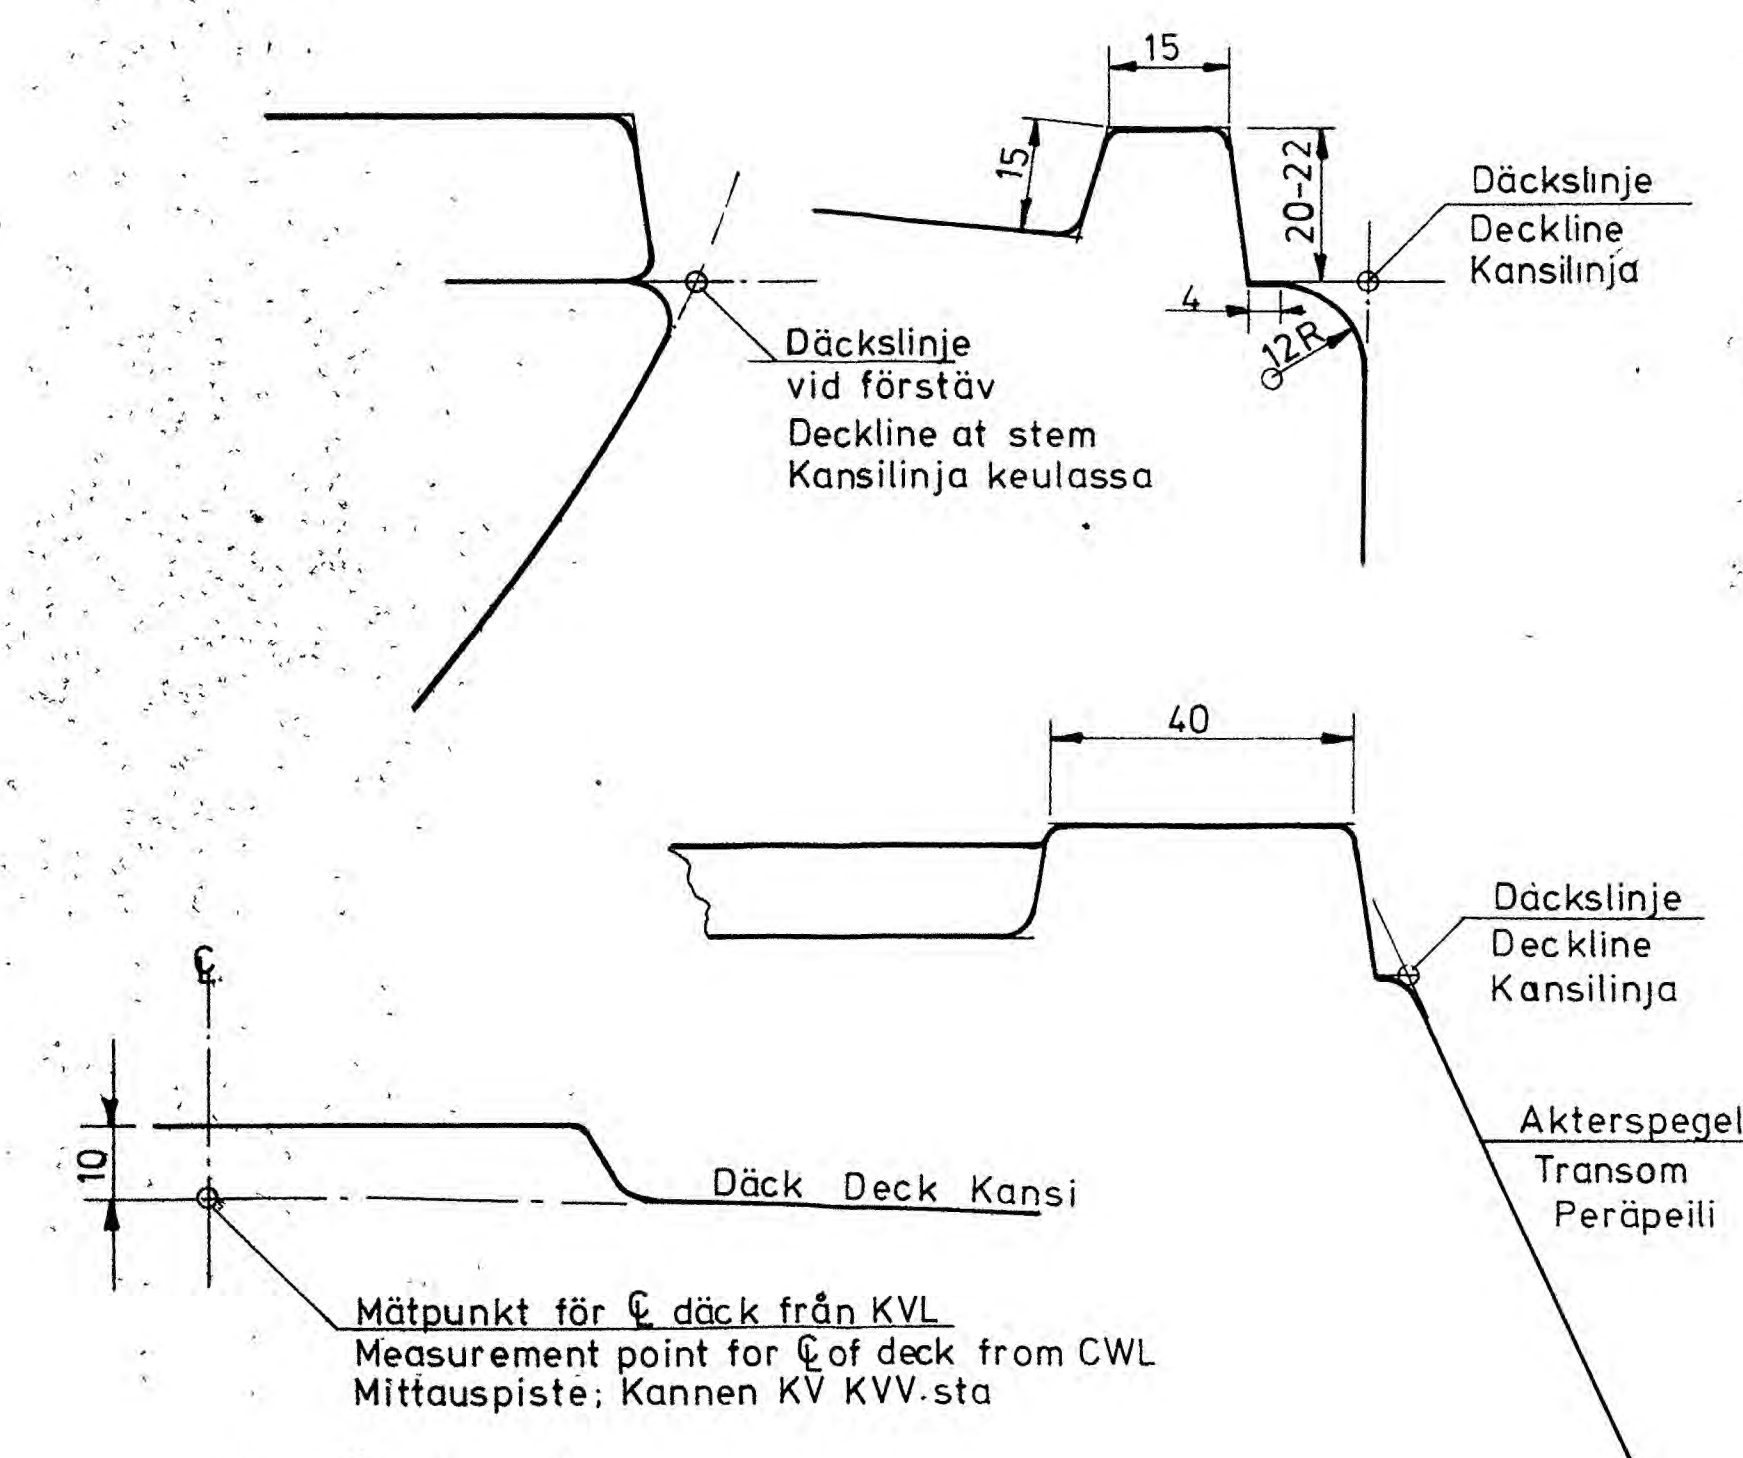 15
15
20-22
Däckslinje
Deckline
Kansilinja
4
12R
Däckslinje
vid förstäv
Deckline at stem
Kansilinja keulassa
40
Däckslinje
Deckline
Kansilinja
℄
10
Däck Deck Kansi
Akterspegel
Transom
Peräpeili
Mätpunkt för ℄ däck från KVL
Measurement point for ℄ of deck from CWL
Mittauspiste; Kannen KV KVV:sta